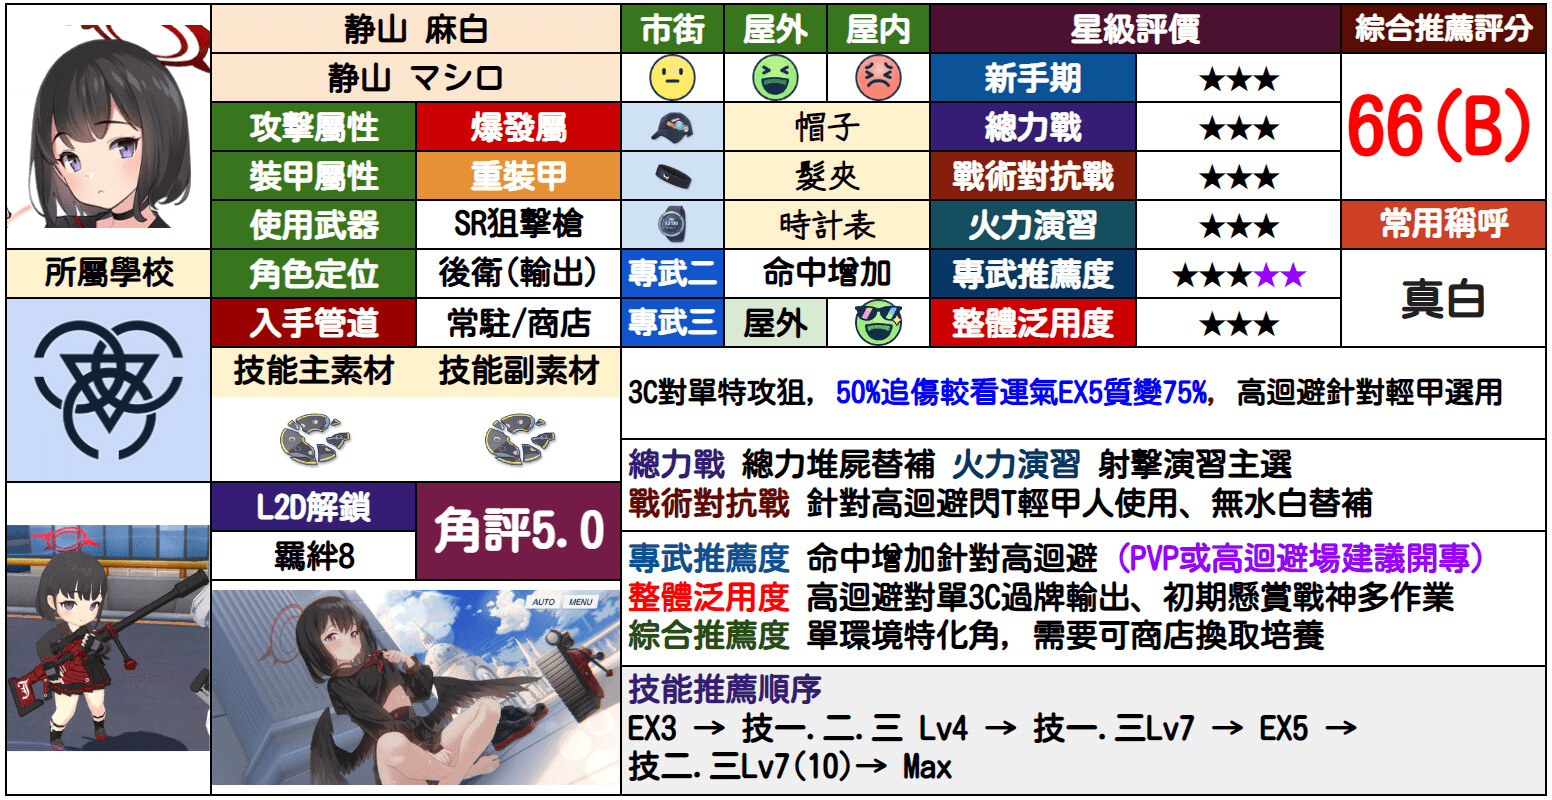 静山 麻白
静山 マシロ
市街 屋外 屋内
星級評價
綜合推薦評分
新手期 ★★★
66(B)
攻擊屬性 爆發屬
帽子
總力戰 ★★★
裝甲屬性 重裝甲
髮夾
戰術對抗戰 ★★★
使用武器 SR狙擊槍
時計表
火力演習 ★★★
常用稱呼
所屬學校
角色定位 後衛(輸出)
專武二 命中增加
專武推薦度 ★★★★★
真白
入手管道 常駐/商店
專武三 屋外
整體泛用度 ★★★
技能主素材 技能副素材
3C對單特攻狙, 50%追傷較看運氣EX5質變75%, 高迴避針對輕甲選用
總力戰 總力堆屍替補 火力演習 射擊演習主選
戰術對抗戰 針對高迴避閃T輕甲人使用、無水白替補
L2D解鎖
羈絆8
角評5.0
AUTO MENU
專武推薦度 命中增加針對高迴避 (PVP或高迴避場建議開專)
整體泛用度 高迴避對單3C過牌輸出、初期懸賞戰神多作業
綜合推薦度 單環境特化角, 需要可商店換取培養
技能推薦順序
EX3 → 技一.二.三 Lv4 → 技一.三Lv7 → EX5 →
技二.三Lv7(10)→ Max